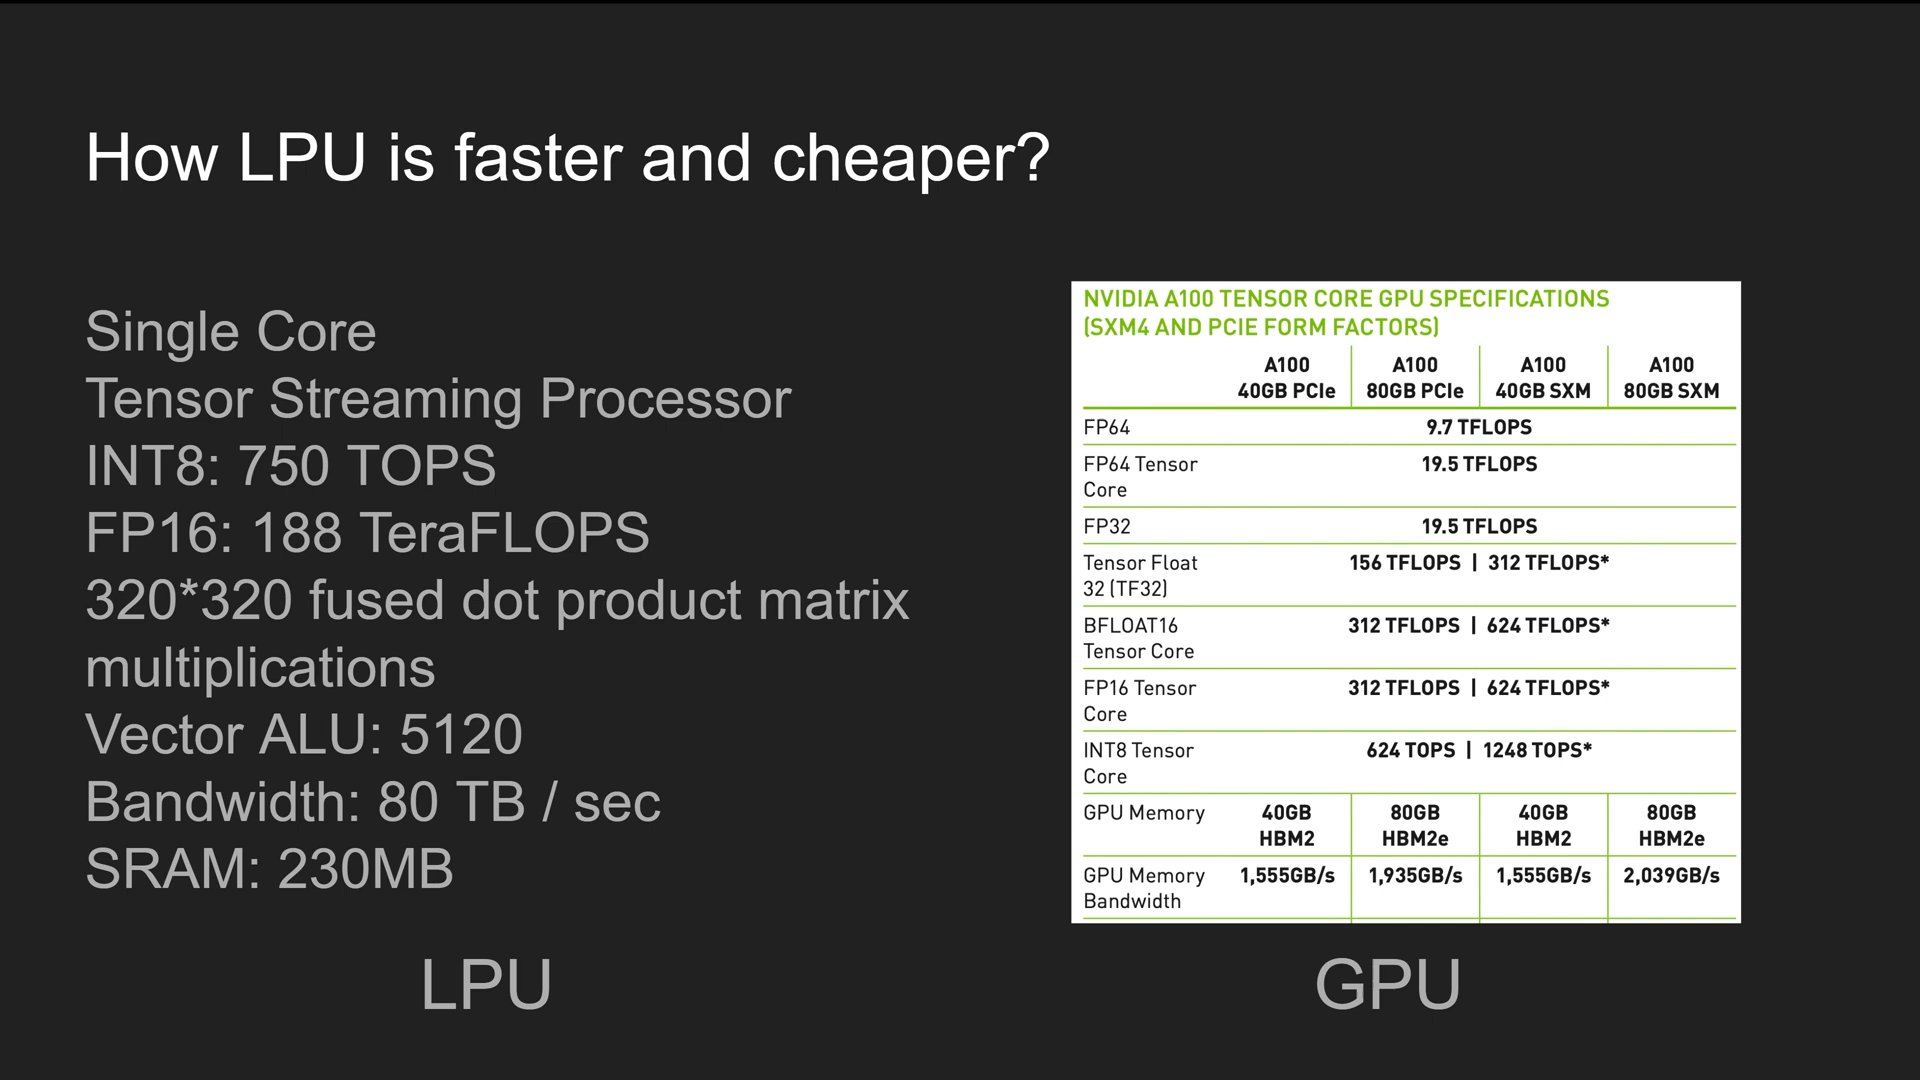 How LPU is faster and cheaper?
Single Core
Tensor Streaming Processor
INT8: 750 TOPS
FP16: 188 TeraFLOPS
320*320 fused dot product matrix
multiplications
Vector ALU: 5120
Bandwidth: 80 TB / sec
SRAM: 230MB
LPU
NVIDIA A100 TENSOR CORE GPU SPECIFICATIONS
(SXM4 AND PCIE FORM FACTORS)
A100 A100 A100 A100
40GB PCIe 80GB PCIe 40GB SXM 80GB SXM
FP64 9.7 TFLOPS
FP64 Tensor 19.5 TFLOPS
Core
FP32 19.5 TFLOPS
Tensor Float 156 TFLOPS | 312 TFLOPS*
32 (TF32)
BFLOAT16 312 TFLOPS | 624 TFLOPS*
Tensor Core
FP16 Tensor 312 TFLOPS | 624 TFLOPS*
Core
INT8 Tensor 624 TOPS | 1248 TOPS*
Core
GPU Memory 40GB 80GB 40GB 80GB
HBM2 HBM2e HBM2 HBM2e
GPU Memory 1,555GB/s 1,935GB/s 1,555GB/s 2,039GB/s
Bandwidth
GPU